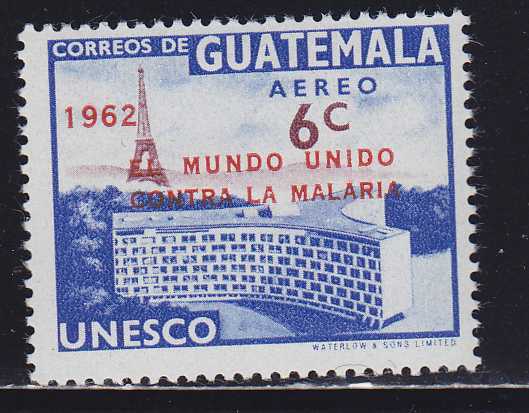 CORREOS DE GUATEMALA
AEREO
1962
6C
EL MUNDO UNIDO
CONTRA LA MALARIA
UNESCO
WATERLOW & SONS LIMITED